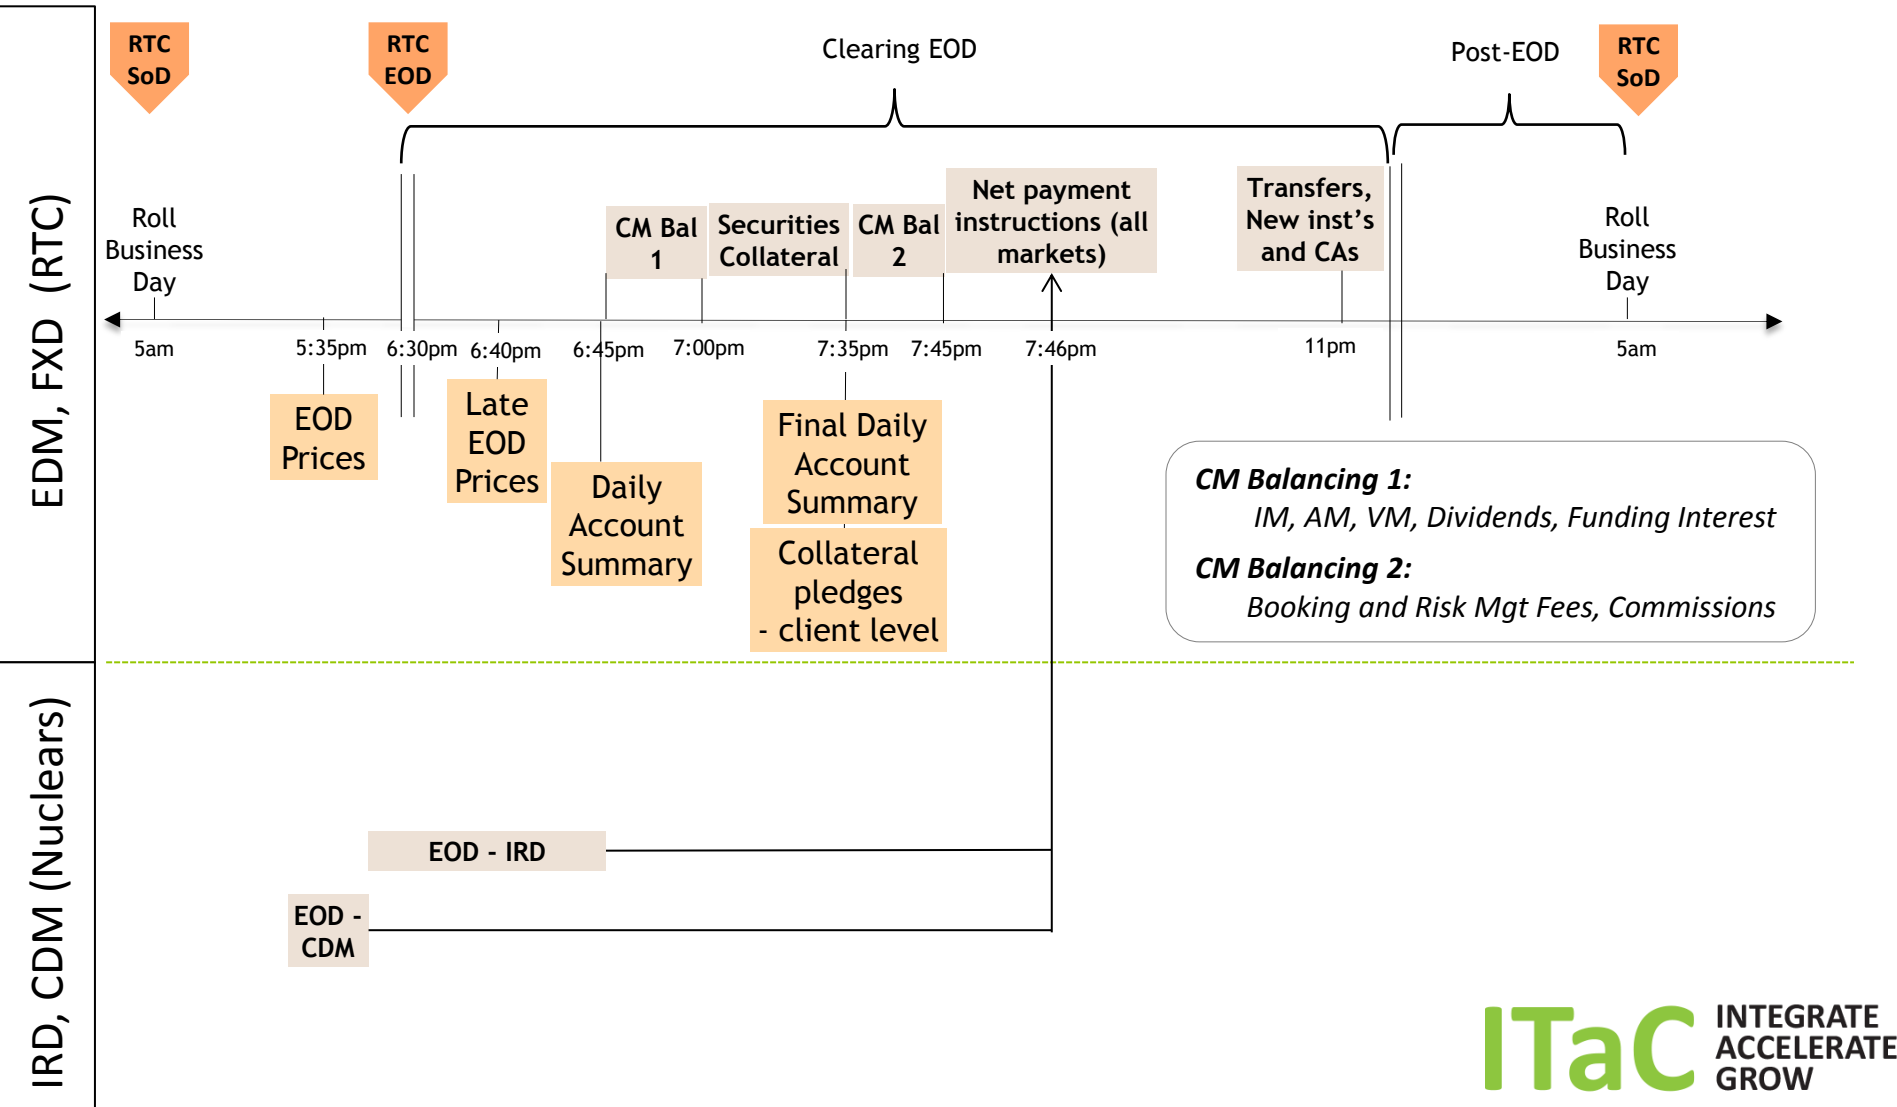 RTC
SoD
RTC
EOD
Clearing EOD
Post-EOD
RTC
SoD
EDM, FXD (RTC)
Roll
Business
Day
CM Bal
1
Securities
Collateral
CM Bal
2
Net payment
instructions (all
markets)
Transfers,
New inst’s
and CAs
Roll
Business
Day
5am
5:35pm
6:30pm
6:40pm
6:45pm
7:00pm
7:35pm
7:45pm
7:46pm
11pm
5am
EOD
Prices
Late
EOD
Prices
Daily
Account
Summary
Final Daily
Account
Summary
Collateral
pledges
- client level
CM Balancing 1:
IM, AM, VM, Dividends, Funding Interest
CM Balancing 2:
Booking and Risk Mgt Fees, Commissions
IRD, CDM (Nuclears)
EOD - IRD
EOD -
CDM
ITaC
INTEGRATE
ACCELERATE
GROW